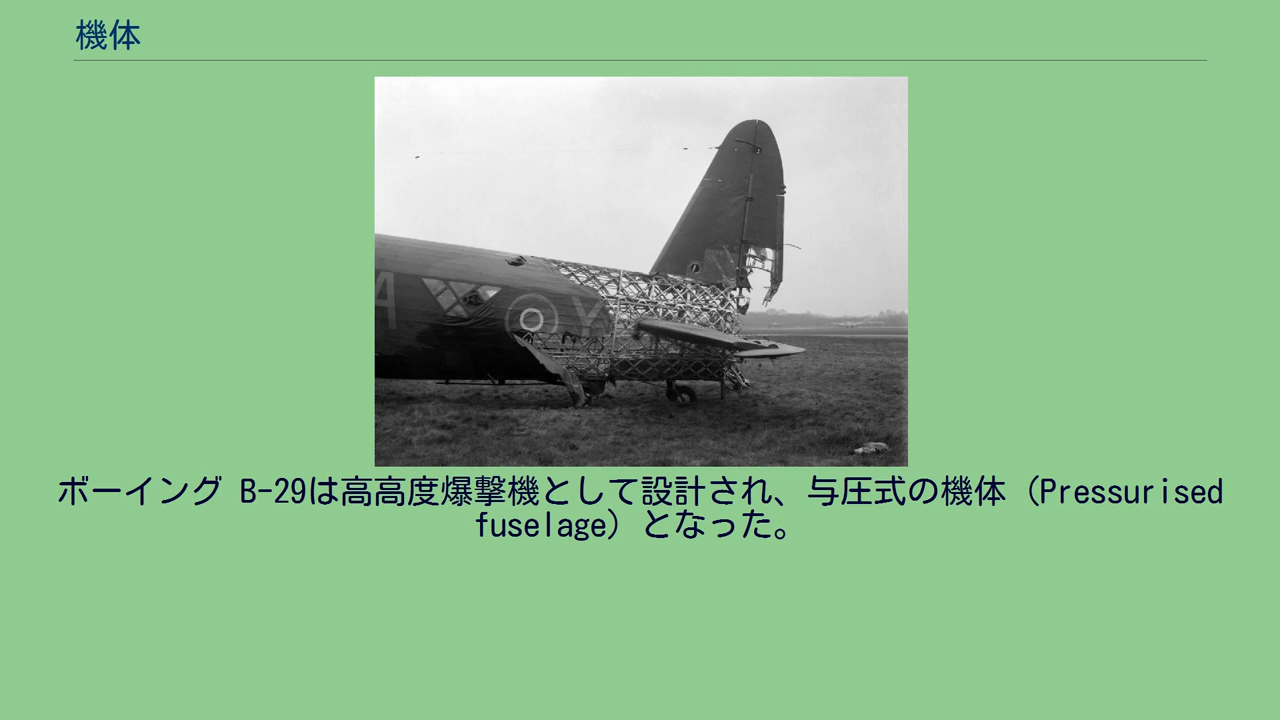 機体
A
Y
ボーイング B-29は高高度爆撃機として設計され、与圧式の機体（Pressurised
fuselage）となった。